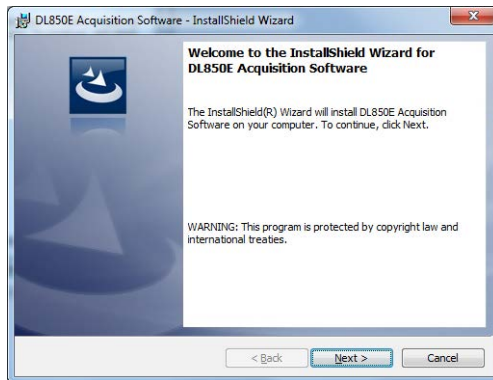 DL850E Acquisition Software - InstallShield Wizard
Welcome to the InstallShield Wizard for
DL850E Acquisition Software
The InstallShield(R) Wizard will install DL850E Acquisition
Software on your computer. To continue, click Next.
WARNING: This program is protected by copyright law and
international treaties.
< Back Next > Cancel